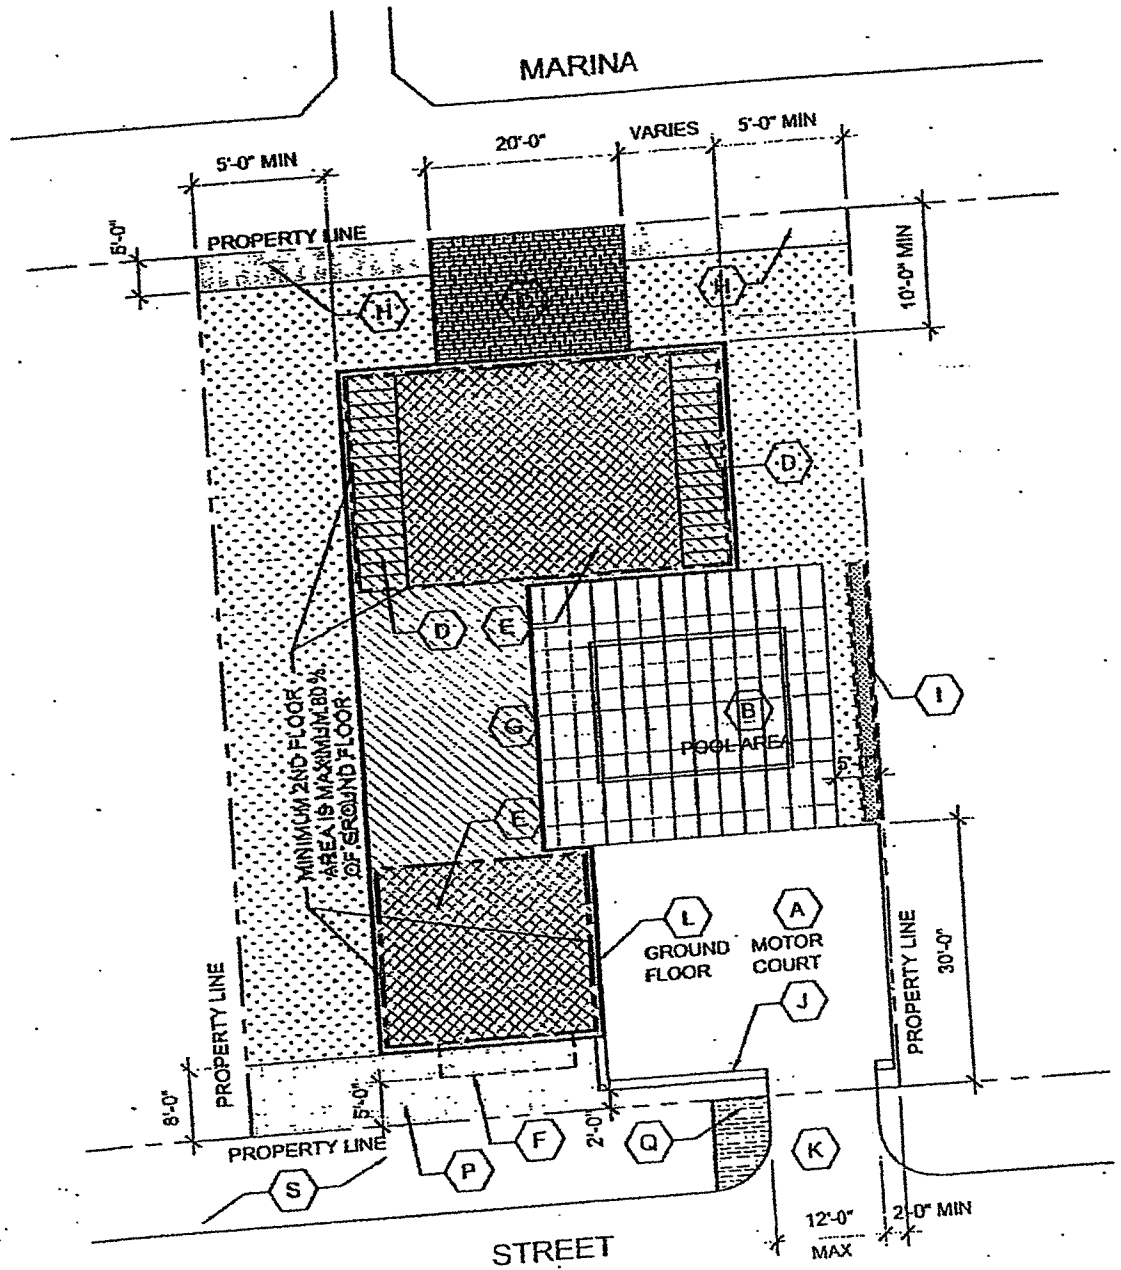 MARINA
5'-0" MIN
20'-0"
VARIES
5'-0" MIN
5'-0"
PROPERTY LINE
10'-0" MIN
H
H
D
D
E
I
G
B
POOL AREA
E
MINIMUM 2ND FLOOR
AREA IS MAXIMUM 80%
OF GROUND FLOOR
L
GROUND
FLOOR
A
MOTOR
COURT
J
PROPERTY LINE
30'-0"
PROPERTY LINE
8'-0"
5'-0"
2'-0"
PROPERTY LINE
F
Q
K
P
S
12'-0"
MAX
2'-0" MIN
STREET